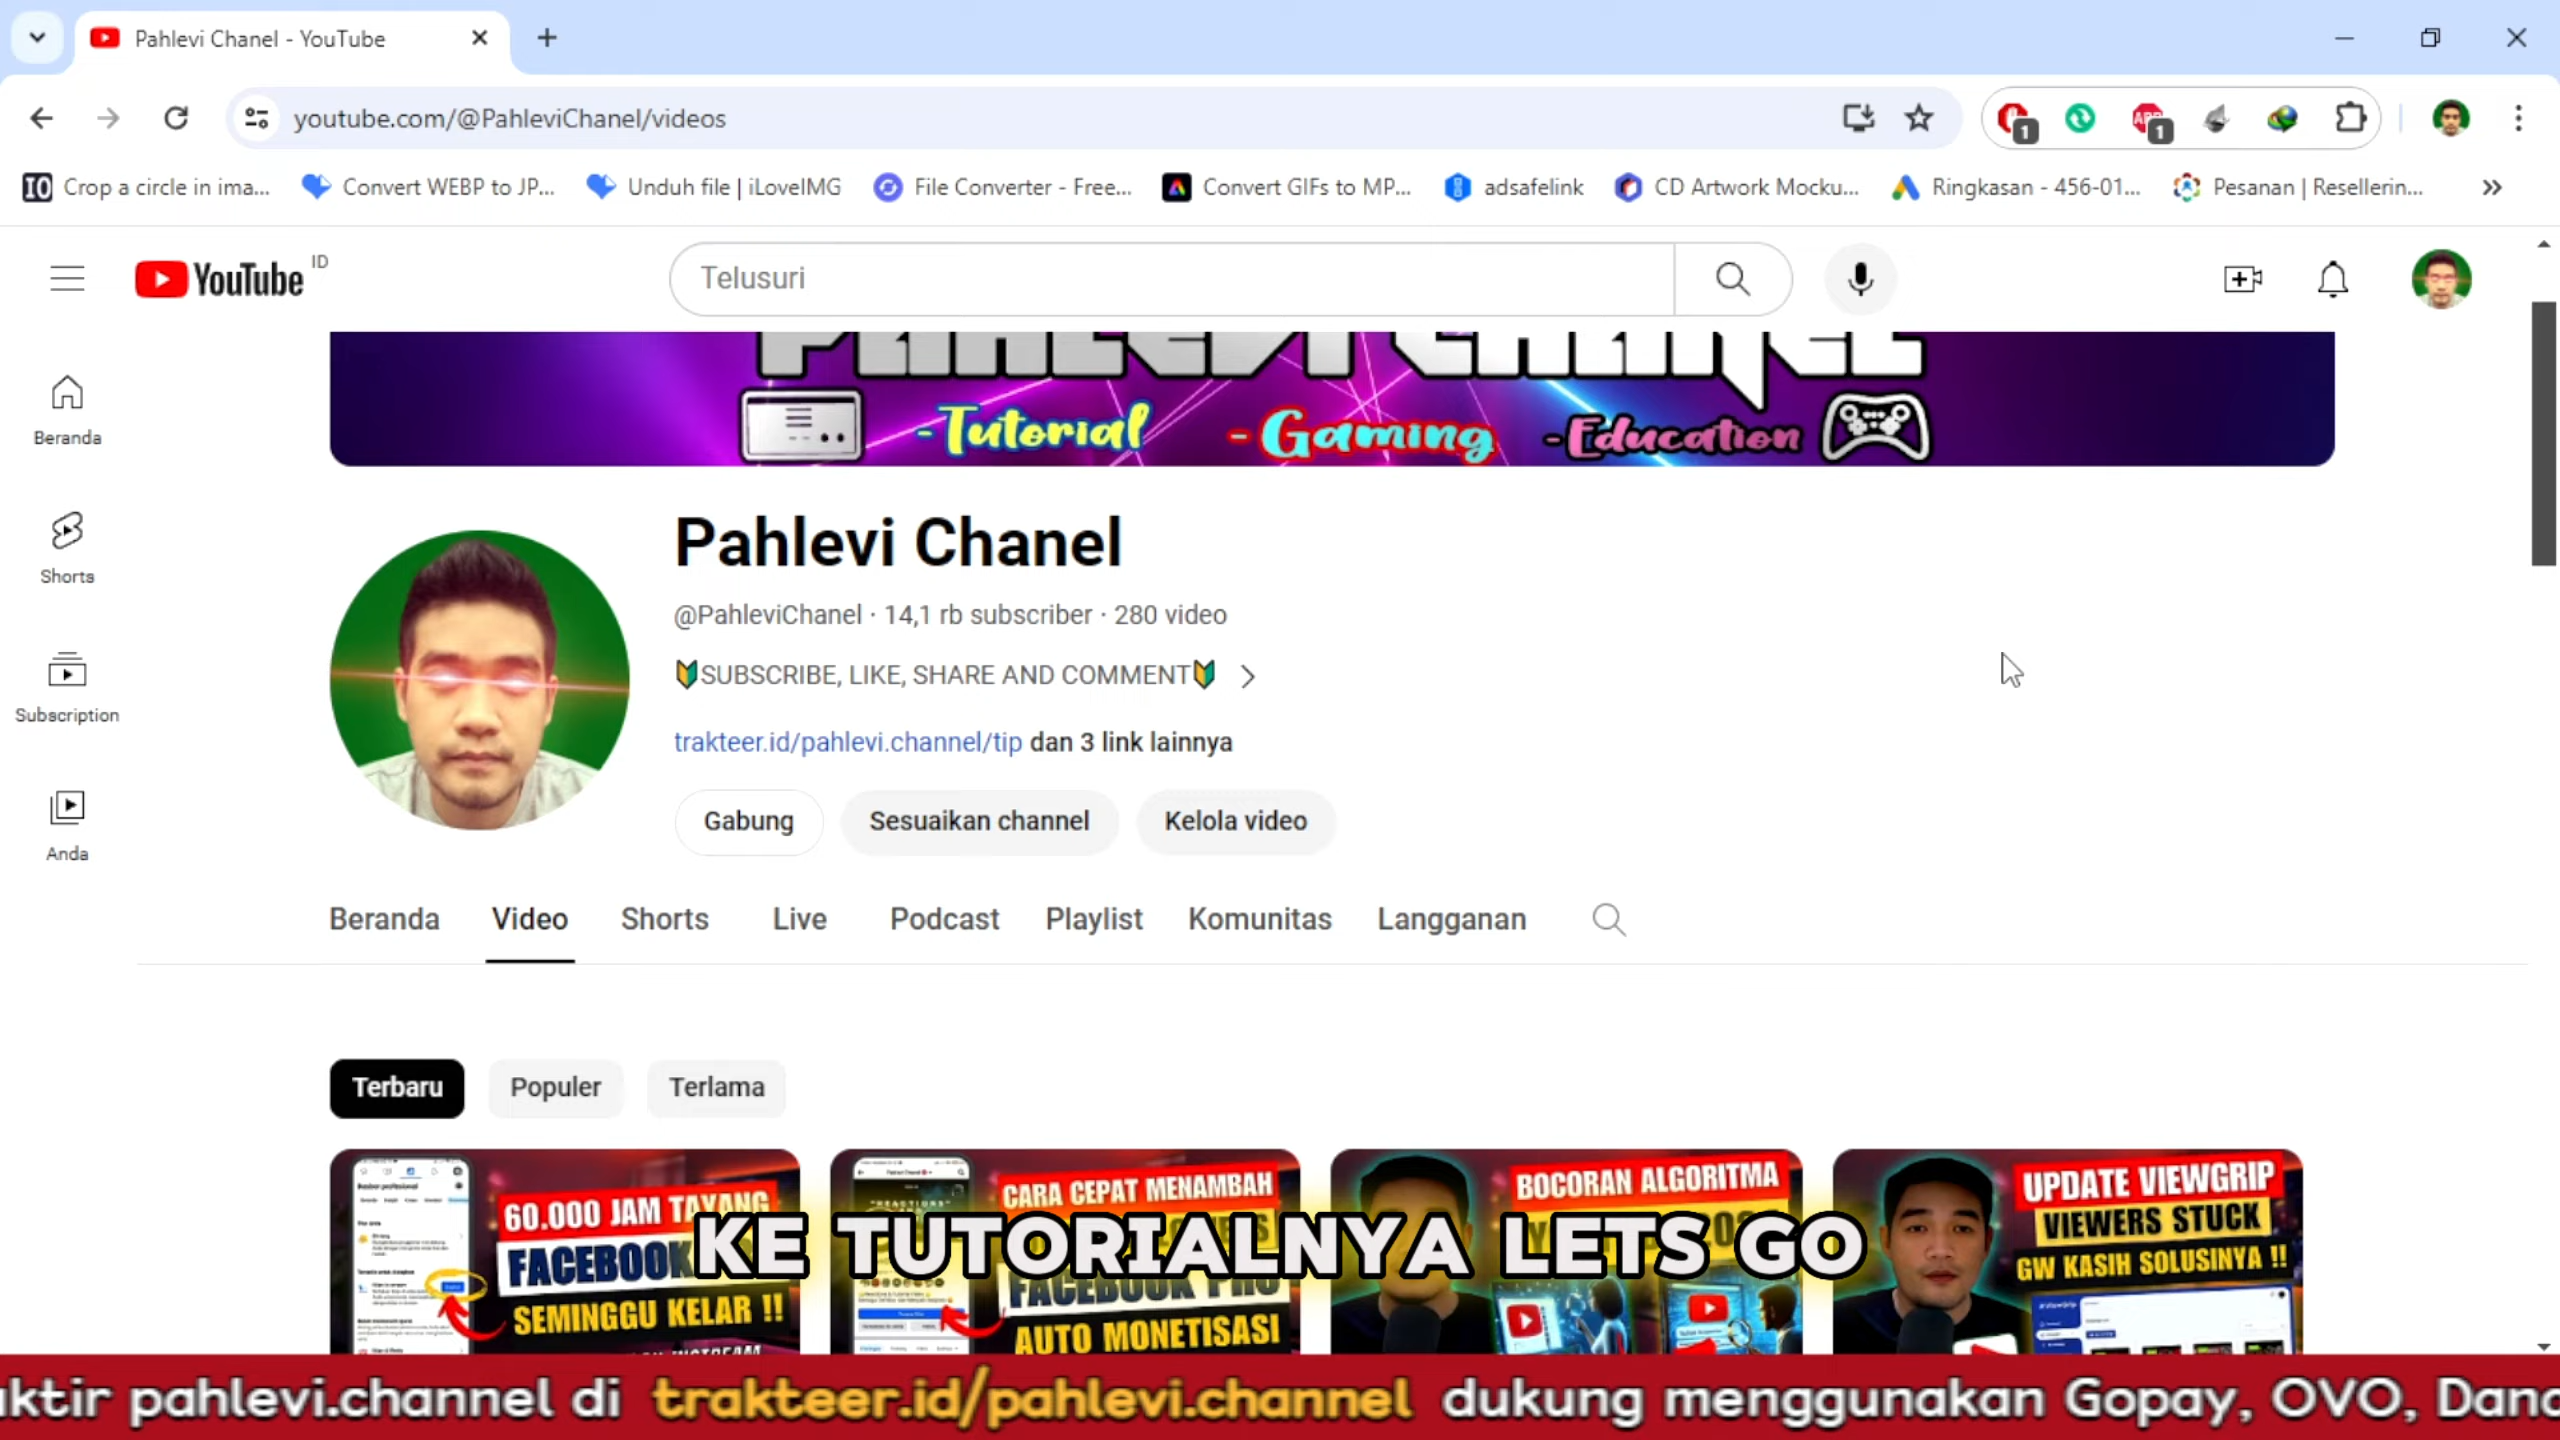 Pahlevi Chanel - YouTube
youtube.com/@PahleviChanel/videos
1
ABP
1
Crop a circle in ima...
Convert WEBP to JP...
Unduh file | iLoveIMG
File Converter - Free...
Convert GIFs to MP...
adsafelink
CD Artwork Mocku...
Ringkasan - 456-01...
Pesanan | Resellerin...
YouTube ID
Telusuri
Beranda
Shorts
Subscription
Anda
PAHLEVI CHANEL
-Tutorial -Gaming -Education
Pahlevi Chanel
@PahleviChanel · 14,1 rb subscriber · 280 video
SUBSCRIBE, LIKE, SHARE AND COMMENT
trakteer.id/pahlevi.channel/tip dan 3 link lainnya
Gabung
Sesuaikan channel
Kelola video
Beranda
Video
Shorts
Live
Podcast
Playlist
Komunitas
Langganan
Terbaru
Populer
Terlama
60.000 JAM TAYANG
FACEBOOK
SEMINGGU KELAR !!
CARA CEPAT MENAMBAH
FACEBOOK PRO
AUTO MONETISASI
BOCORAN ALGORITMA
UPDATE VIEWGRIP
VIEWERS STUCK
GW KASIH SOLUSINYA !!
KE TUTORIALNYA LETS GO
aktir pahlevi.channel di trakteer.id/pahlevi.channel dukung menggunakan Gopay, OVO, Dana